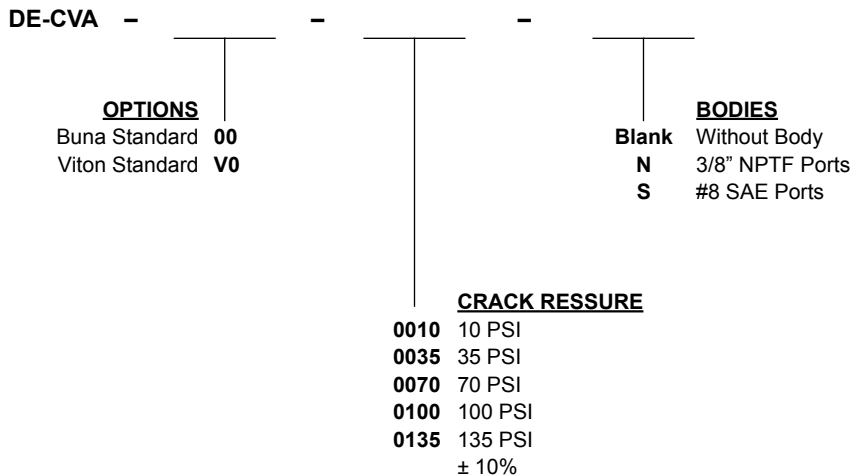 DE-CVA – – –
OPTIONS
Buna Standard 00
Viton Standard V0
BODIES
Blank Without Body
N 3/8” NPTF Ports
S #8 SAE Ports
CRACK RESSURE
0010 10 PSI
0035 35 PSI
0070 70 PSI
0100 100 PSI
0135 135 PSI
± 10%